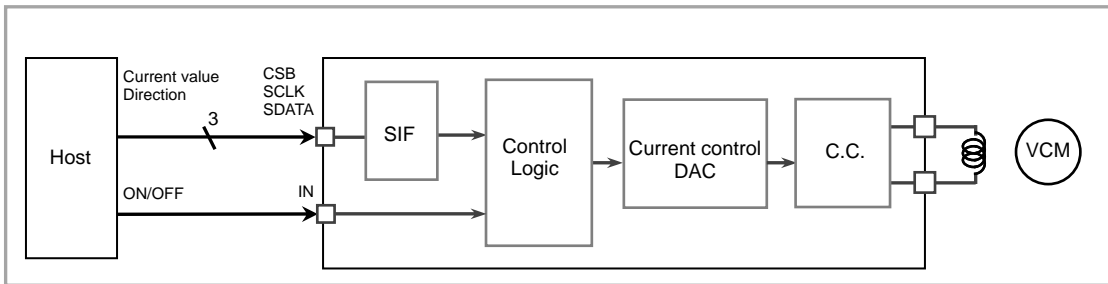 Host
Current value
Direction
3
CSB
SCLK
SDATA
ON/OFF
IN
SIF
Control
Logic
Current control
DAC
C.C.
VCM